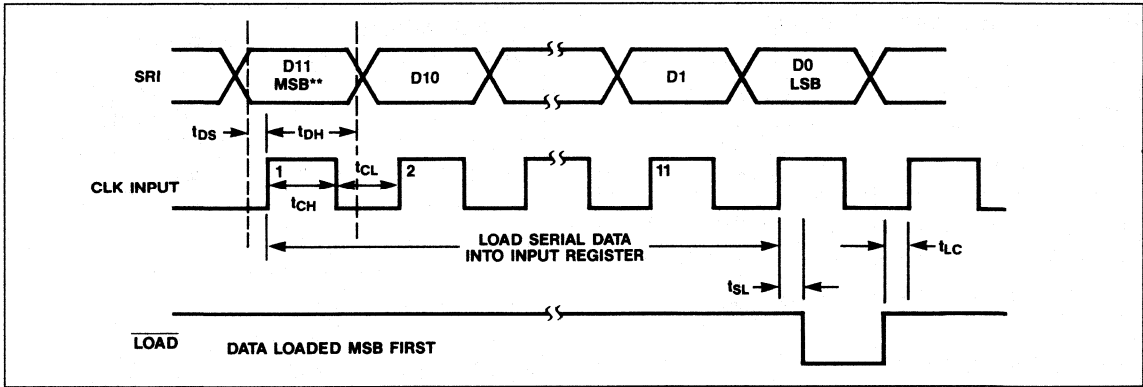 SRI
D11
MSB**
D10
D1
D0
LSB
tDS
tDH
CLK INPUT
1
tCH
tCL
2
11
LOAD SERIAL DATA
INTO INPUT REGISTER
tLC
tSL
LOAD
DATA LOADED MSB FIRST